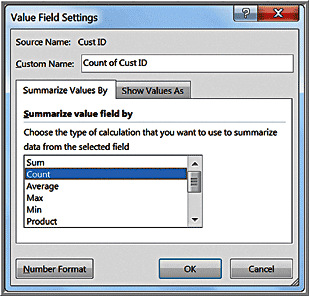 Value Field Settings
Source Name: Cust ID
Custom Name: Count of Cust ID
Summarize Values By Show Values As
Summarize value field by
Choose the type of calculation that you want to use to summarize
data from the selected field
Sum
Count
Average
Max
Min
Product
Number Format OK Cancel